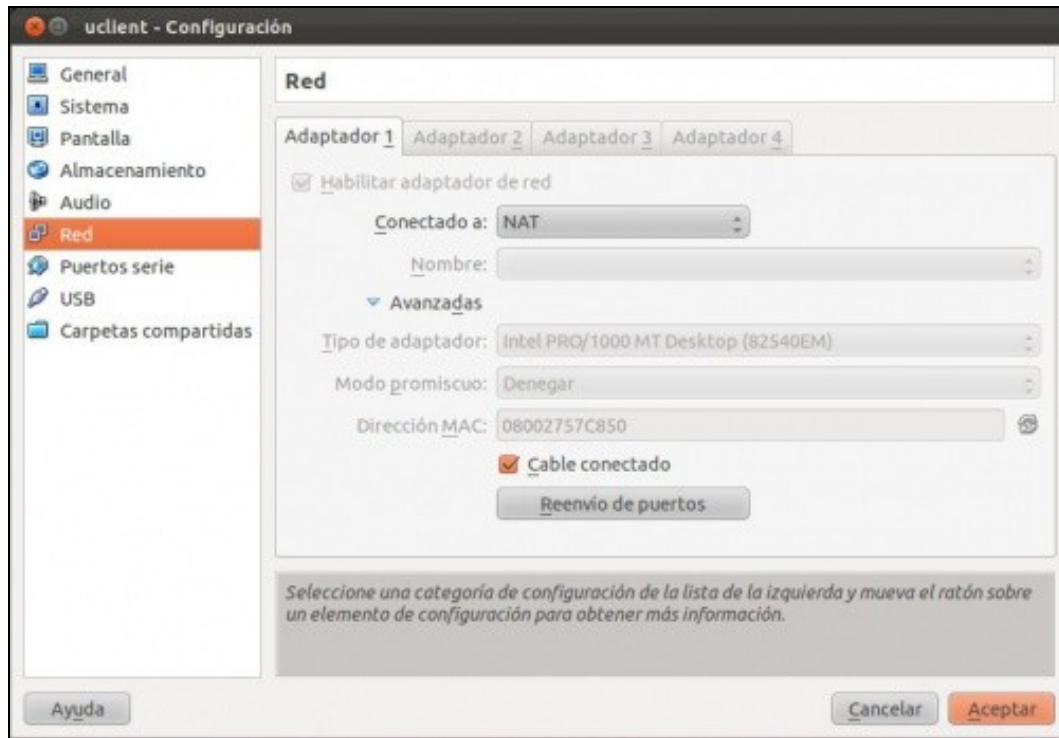 uclient - Configuración
General
Sistema
Pantalla
Almacenamiento
Audio
Red
Puertos serie
USB
Carpetas compartidas
Red
Adaptador 1 Adaptador 2 Adaptador 3 Adaptador 4
Habilitar adaptador de red
Conectado a: NAT
Nombre:
Avanzadas
Tipo de adaptador: Intel PRO/1000 MT Desktop (82540EM)
Modo promiscuo: Denegar
Dirección MAC: 08002757C850
Cable conectado
Reenvío de puertos
Seleccione una categoría de configuración de la lista de la izquierda y mueva el ratón sobre
un elemento de configuración para obtener más información.
Ayuda Cancelar Aceptar